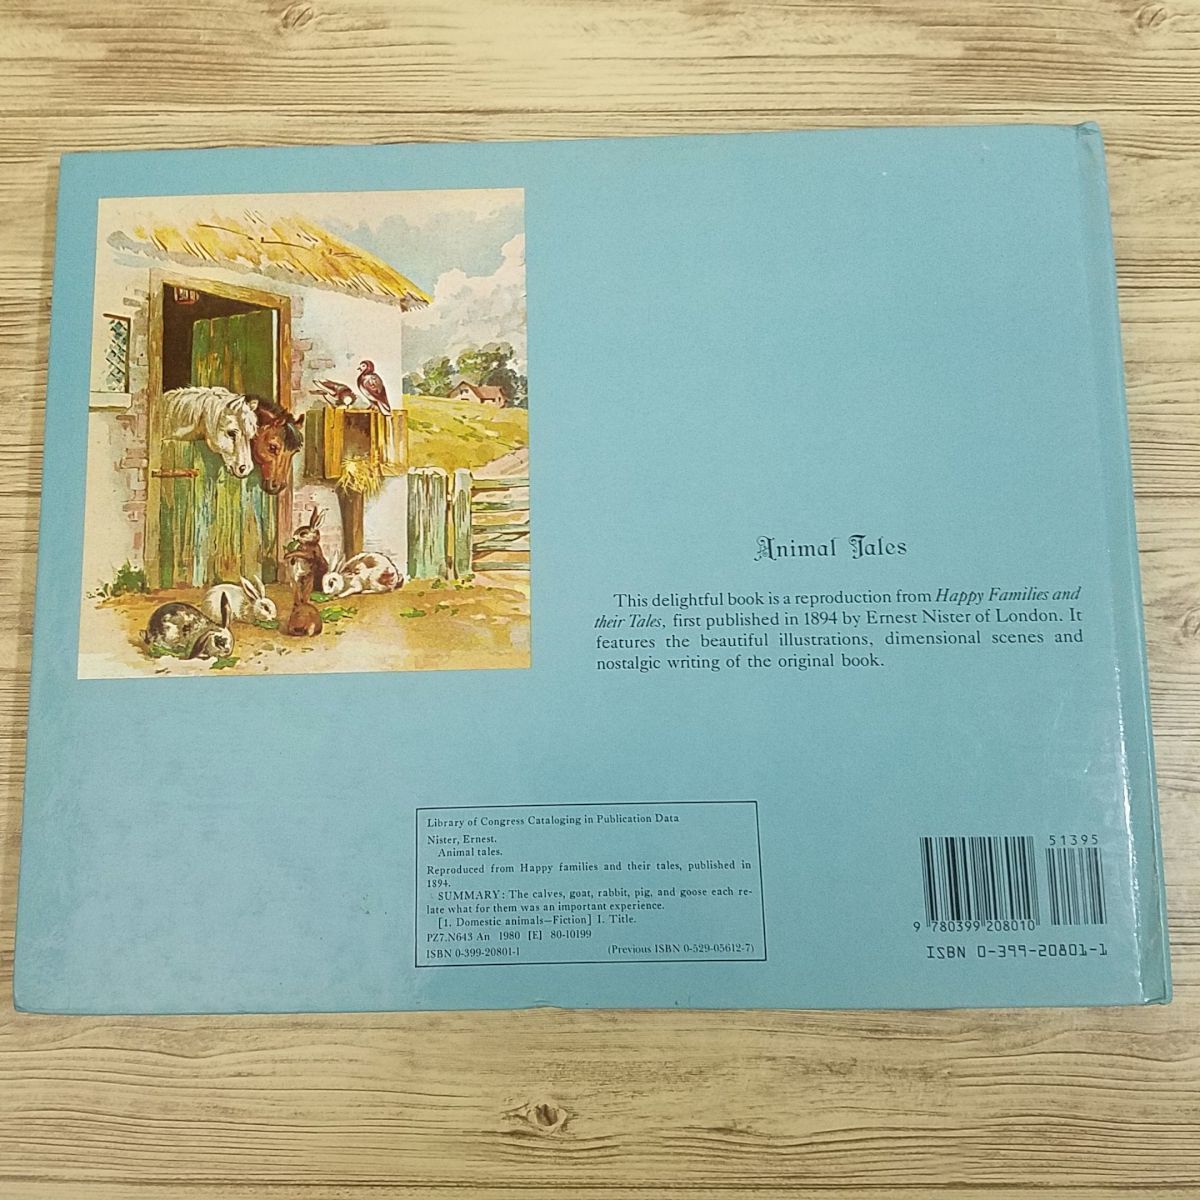 Animal Tales
This delightful book is a reproduction from Happy Families and
their Tales, first published in 1894 by Ernest Nister of London. It
features the beautiful illustrations, dimensional scenes and
nostalgic writing of the original book.
Library of Congress Cataloging in Publication Data
Nister, Ernest.
Animal tales.
Reproduced from Happy families and their tales, published in
1894.
SUMMARY: The calves, goat, rabbit, pig, and goose each re-
late what for them was an important experience.
[1. Domestic animals—Fiction] I. Title.
PZ7.N643 An 1980 [E] 80-10199
ISBN 0-399-20801-1 (Previous ISBN 0-529-05612-7)
51395
9 780399 208010
ISBN 0-399-20801-1